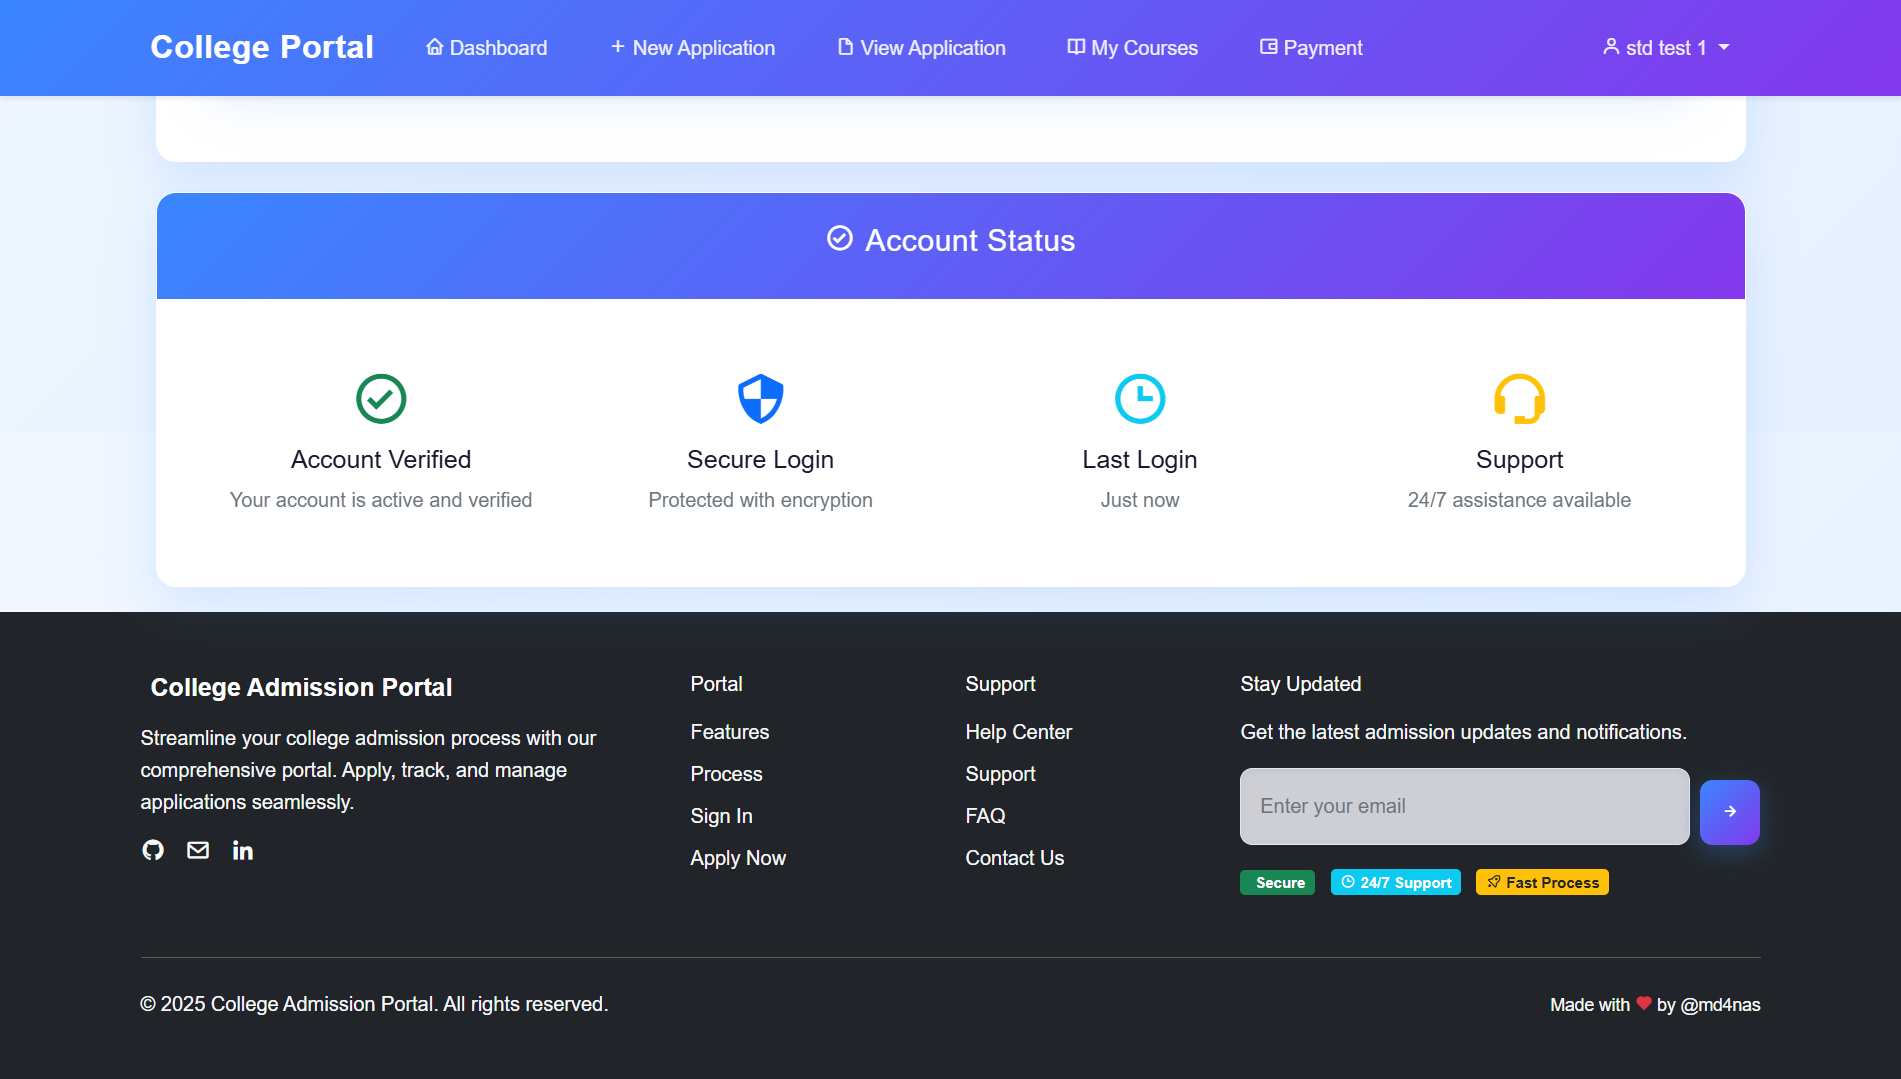 College Portal
Dashboard
New Application
View Application
My Courses
Payment
std test 1
Account Status
Account Verified
Your account is active and verified
Secure Login
Protected with encryption
Last Login
Just now
Support
24/7 assistance available
College Admission Portal
Streamline your college admission process with our
comprehensive portal. Apply, track, and manage
applications seamlessly.
Portal
Features
Process
Sign In
Apply Now
Support
Help Center
Support
FAQ
Contact Us
Stay Updated
Get the latest admission updates and notifications.
Enter your email
Secure
24/7 Support
Fast Process
© 2025 College Admission Portal. All rights reserved.
Made with ❤ by @md4nas